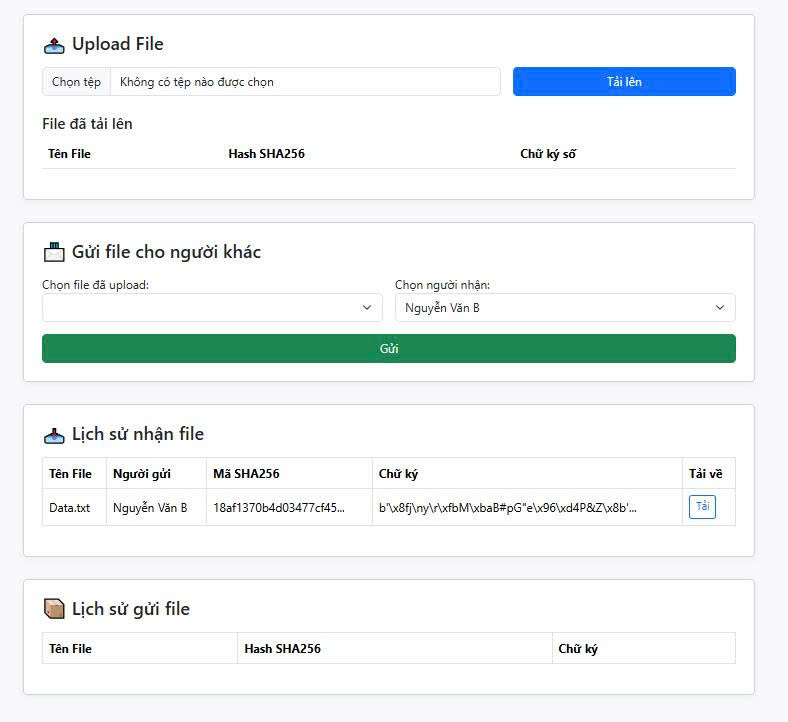 Upload File
Chọn tệp Không có tệp nào được chọn Tải lên
File đã tải lên
Tên File Hash SHA256 Chữ ký số
Gửi file cho người khác
Chọn file đã upload: Chọn người nhận:
Nguyễn Văn B
Gửi
Lịch sử nhận file
Tên File Người gửi Mã SHA256 Chữ ký Tải về
Data.txt Nguyễn Văn B 18af1370b4d03477cf45... b'\x8fj\ny\r\xfbM\xbaB#pG"e\x96\xd4P&Z\x8b'... Tải
Lịch sử gửi file
Tên File Hash SHA256 Chữ ký